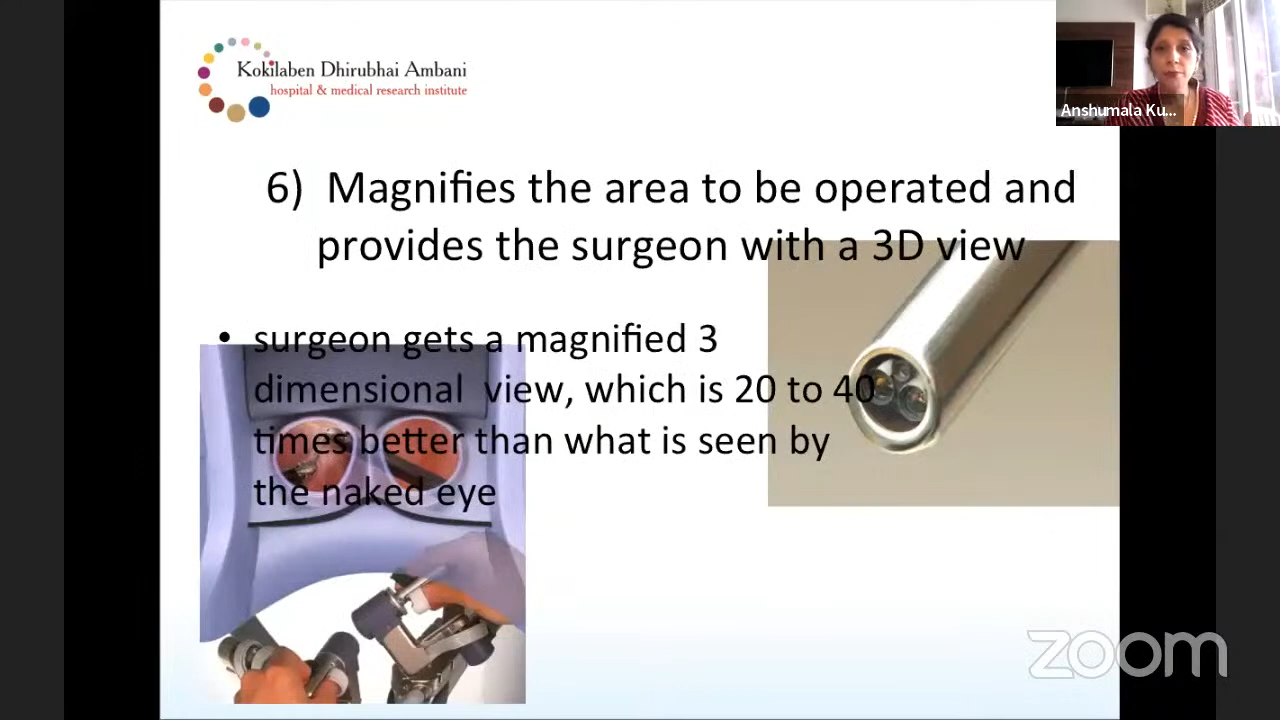 Kokilaben Dhirubhai Ambani
hospital & medical research institute
Anshumala Ku...
6) Magnifies the area to be operated and
provides the surgeon with a 3D view
• surgeon gets a magnified 3
dimensional view, which is 20 to 40
times better than what is seen by
the naked eye
zoom